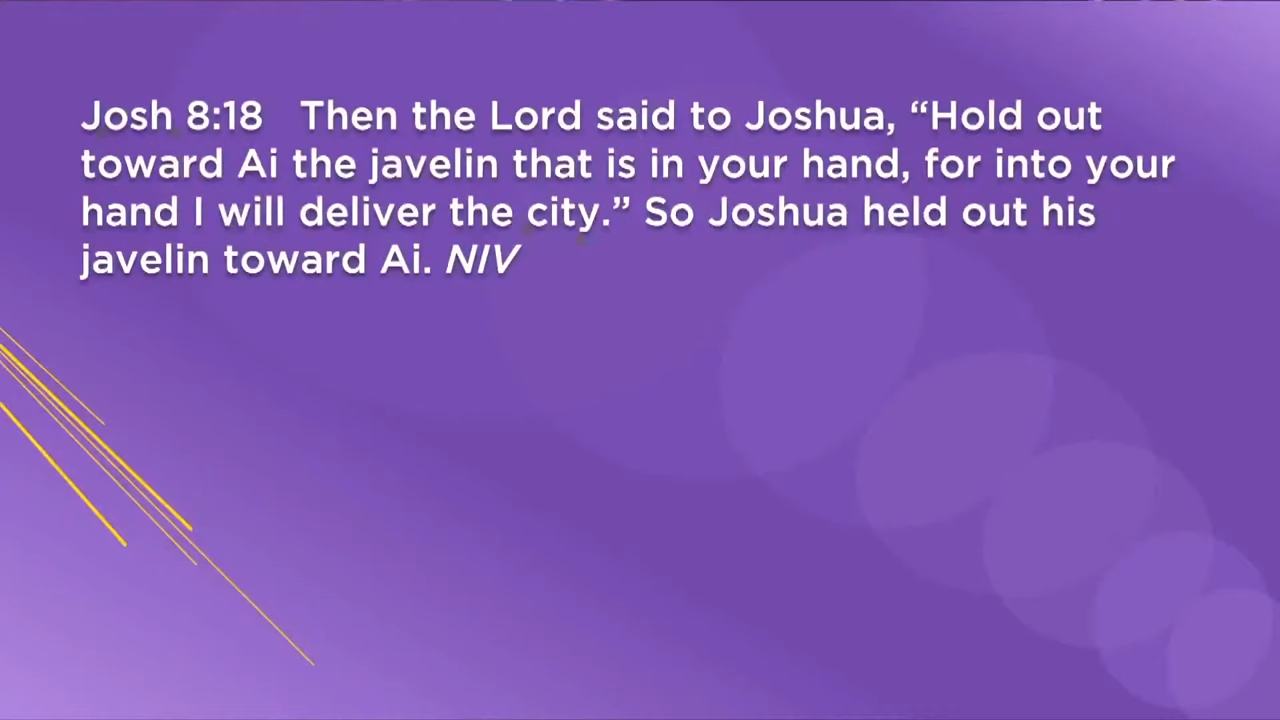 Josh 8:18   Then the Lord said to Joshua, “Hold out
toward Ai the javelin that is in your hand, for into your
hand I will deliver the city.” So Joshua held out his
javelin toward Ai. NIV